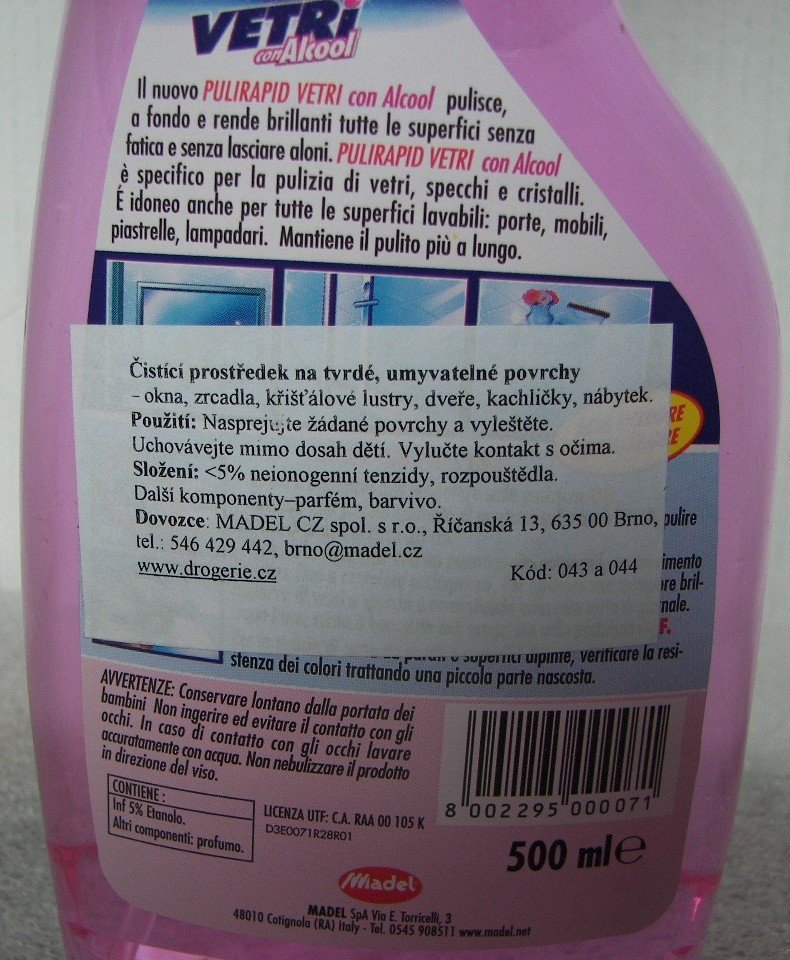 VETRI
con Alcool
Il nuovo PULIRAPID VETRI con Alcool pulisce,
a fondo e rende brillanti tutte le superfici senza
fatica e senza lasciare aloni. PULIRAPID VETRI con Alcool
è specifico per la pulizia di vetri, specchi e cristalli.
É idoneo anche per tutte le superfici lavabili: porte, mobili,
piastrelle, lampadari. Mantiene il pulito più a lungo.
Čistící prostředek na tvrdé, umyvatelné povrchy
- okna, zrcadla, křišťálové lustry, dveře, kachličky, nábytek.
Použití: Nasprejujte žádané povrchy a vyleštěte.
Uchovávejte mimo dosah dětí. Vylučte kontakt s očima.
Složení: <5% neionogenní tenzidy, rozpouštědla.
Další komponenty–parfém, barvivo.
Dovozce: MADEL CZ spol. s r.o., Říčanská 13, 635 00 Brno,
tel.: 546 429 442, brno@madel.cz
www.drogerie.cz Kód: 043 a 044
pulire
superfici dipinte, verificare la resi-
stenza dei colori trattando una piccola parte nascosta.
AVVERTENZE: Conservare lontano dalla portata dei
bambini Non ingerire ed evitare il contatto con gli
occhi. In caso di contatto con gli occhi lavare
accuratamente con acqua. Non nebulizzare il prodotto
in direzione del viso.
CONTIENE:
Inf 5% Etanolo.
Altri componenti: profumo.
LICENZA UTF: C.A. RAA 00 105 K
D3E0071R28R01
8 002295 000071
500 ml e
Madel
MADEL SpA Via E. Torricelli, 3
48010 Cotignola (RA) Italy - Tel. 0545 908511 www.madel.net